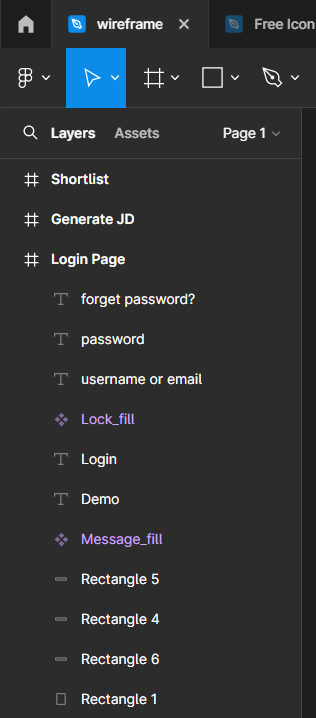 wireframe
Free Icon
Layers Assets Page 1
Shortlist
Generate JD
Login Page
forget password?
password
username or email
Lock_fill
Login
Demo
Message_fill
Rectangle 5
Rectangle 4
Rectangle 6
Rectangle 1